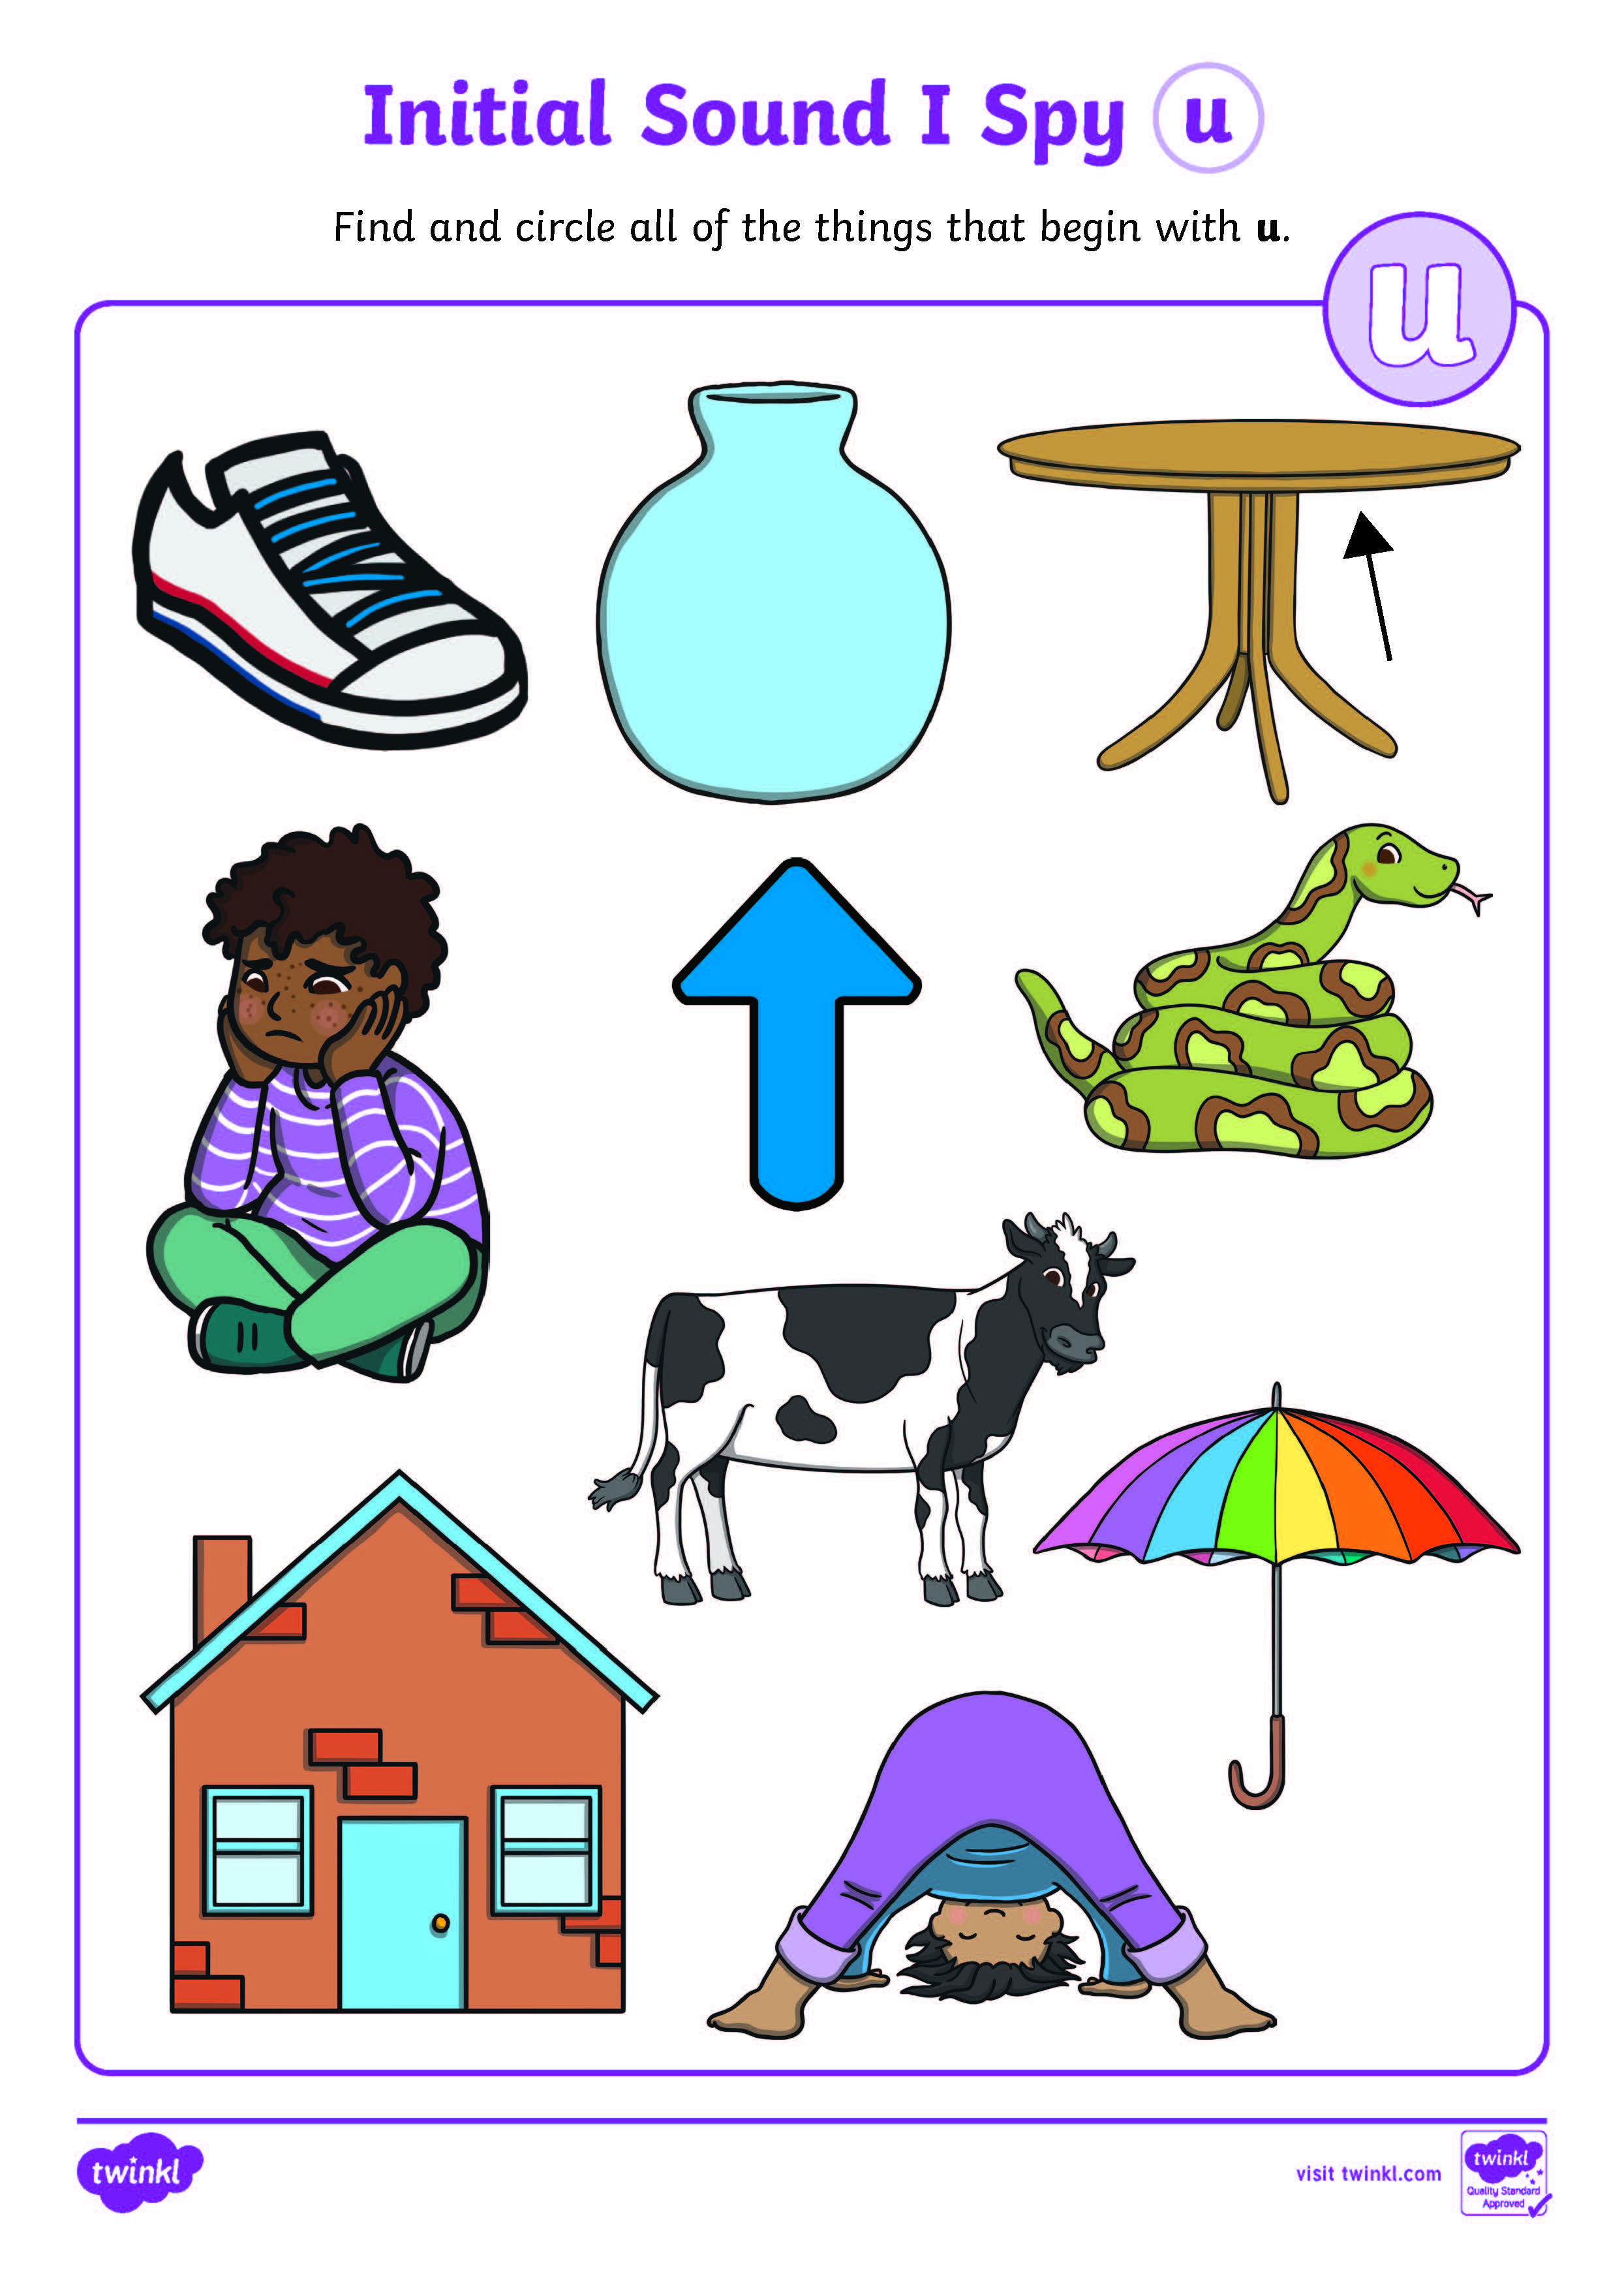 Initial Sound I Spy u
Find and circle all of the things that begin with u.
u
twinkl
visit twinkl.com
twinkl
Quality Standard
Approved